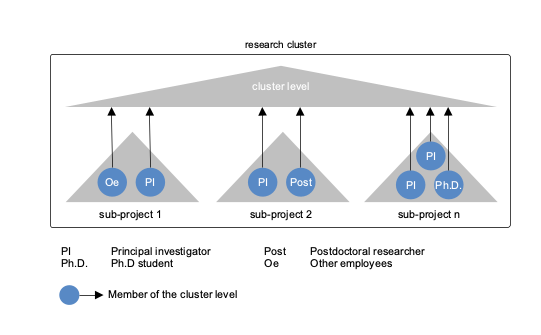 research cluster
cluster level
Oe PI PI Post PI
PI Ph.D.
sub-project 1 sub-project 2 sub-project n
PI Principal investigator Post Postdoctoral researcher
Ph.D. Ph.D student Oe Other employees
Member of the cluster level